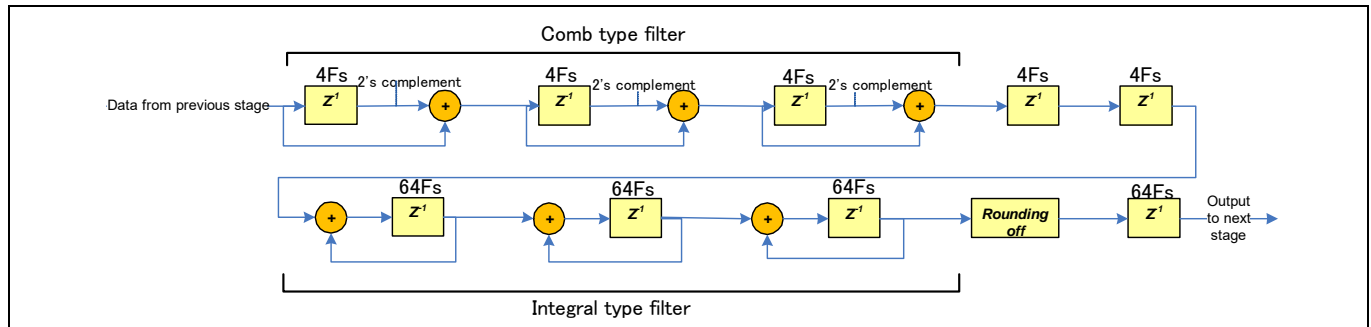 Comb type filter
4Fs
2's complement
4Fs
2's complement
4Fs
2's complement
4Fs
4Fs
Data from previous stage
Z-1
+
Z-1
+
Z-1
+
Z-1
Z-1
64Fs
64Fs
64Fs
64Fs
+
Z-1
+
Z-1
+
Z-1
Rounding
off
Z-1
Output
to next
stage
Integral type filter